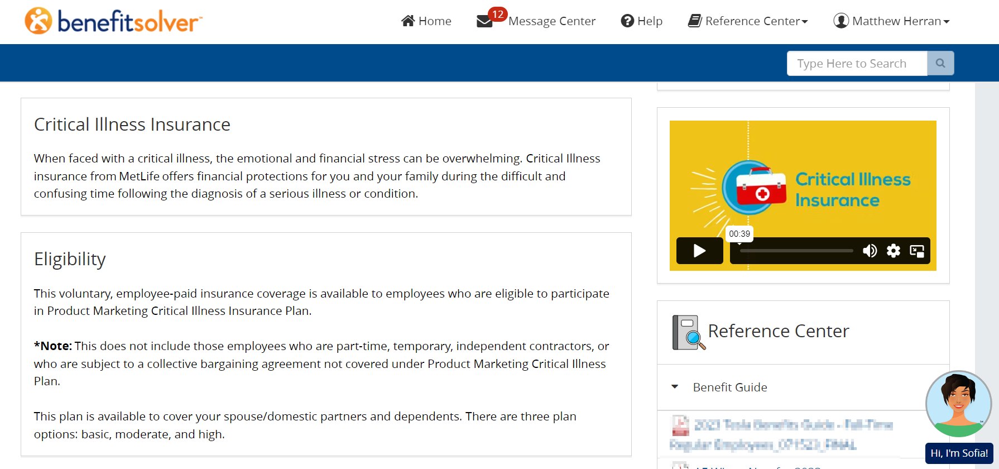 benefitsolver™
Home
12
Message Center
Help
Reference Center
Matthew Herran
Type Here to Search
Critical Illness Insurance
When faced with a critical illness, the emotional and financial stress can be overwhelming. Critical Illness
insurance from MetLife offers financial protections for you and your family during the difficult and
confusing time following the diagnosis of a serious illness or condition.
Eligibility
This voluntary, employee-paid insurance coverage is available to employees who are eligible to participate
in Product Marketing Critical Illness Insurance Plan.
*Note: This does not include those employees who are part-time, temporary, independent contractors, or
who are subject to a collective bargaining agreement not covered under Product Marketing Critical Illness
Plan.
This plan is available to cover your spouse/domestic partners and dependents. There are three plan
options: basic, moderate, and high.
Critical Illness
Insurance
00:39
Reference Center
Benefit Guide
Hi, I'm Sofia!